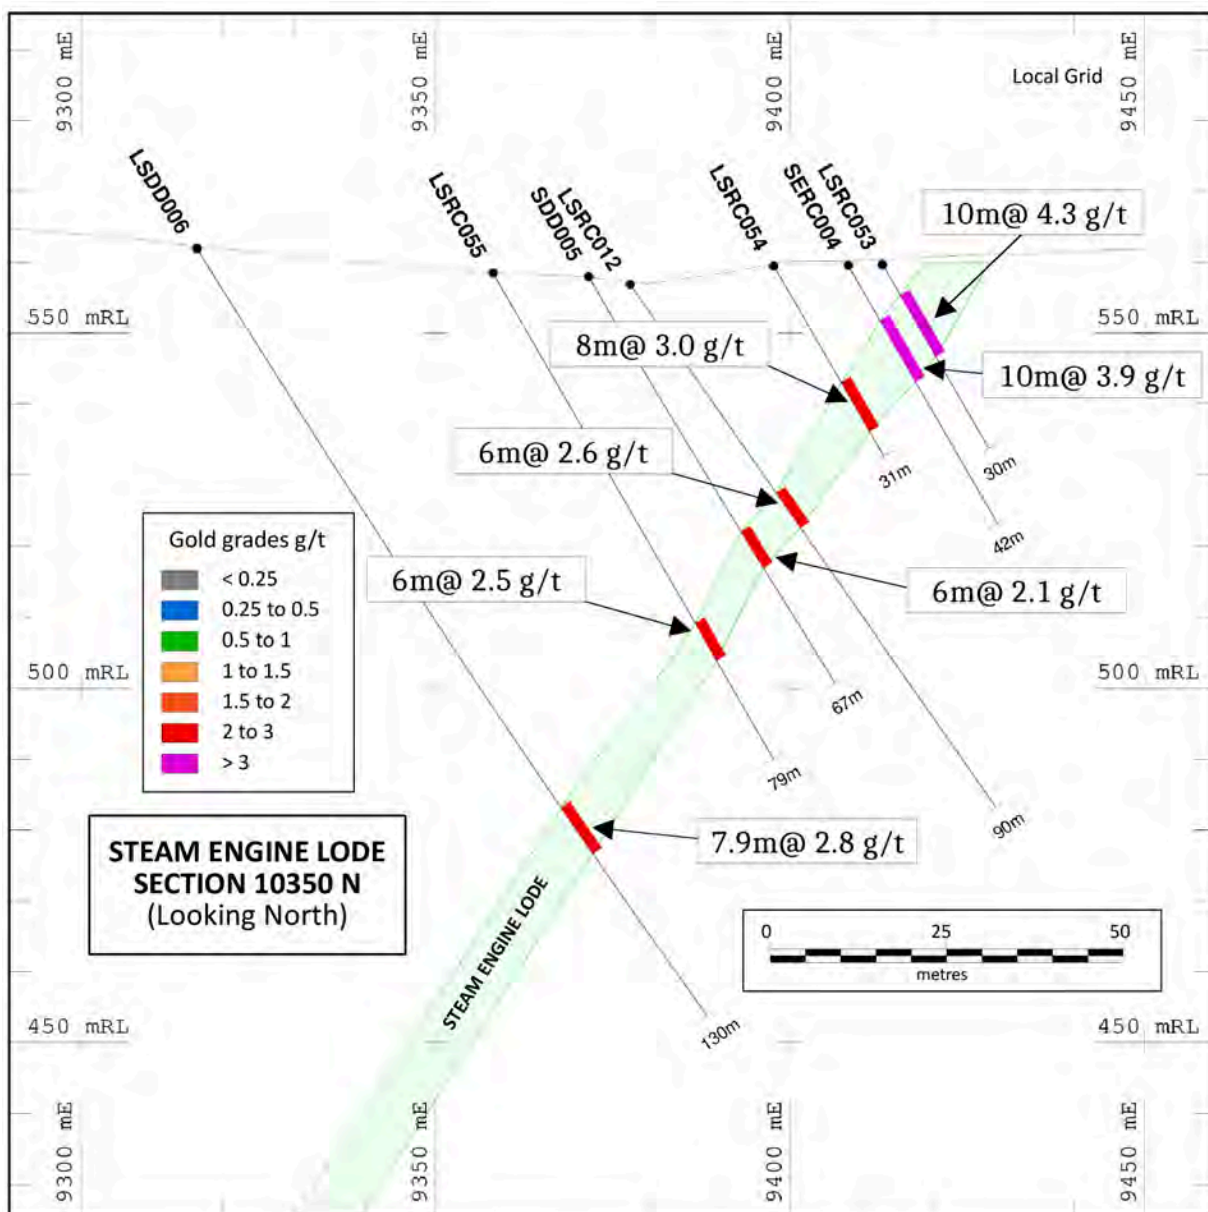 9300 mE
9350 mE
9400 mE
9450 mE
Local Grid
LSDD006
LSRC055
SDD005
LSRC012
LSRC054
SERC004
LSRC053
10m@ 4.3 g/t
550 mRL
550 mRL
8m@ 3.0 g/t
10m@ 3.9 g/t
6m@ 2.6 g/t
31m
30m
42m
Gold grades g/t
< 0.25
0.25 to 0.5
0.5 to 1
1 to 1.5
1.5 to 2
2 to 3
> 3
6m@ 2.5 g/t
6m@ 2.1 g/t
500 mRL
500 mRL
67m
79m
90m
7.9m@ 2.8 g/t
STEAM ENGINE LODE
SECTION 10350 N
(Looking North)
STEAM ENGINE LODE
0 25 50
metres
130m
450 mRL
450 mRL
9300 mE
9350 mE
9400 mE
9450 mE